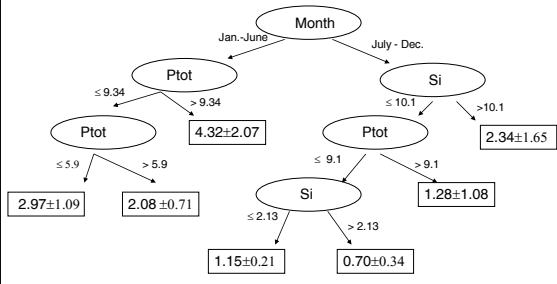 Month
Jan.-June
July - Dec.
Ptot
Si
≤ 9.34
> 9.34
≤ 10.1
>10.1
Ptot
4.32±2.07
Ptot
2.34±1.65
≤ 5.9
> 5.9
≤ 9.1
> 9.1
2.97±1.09
2.08 ±0.71
Si
1.28±1.08
≤ 2.13
> 2.13
1.15±0.21
0.70±0.34